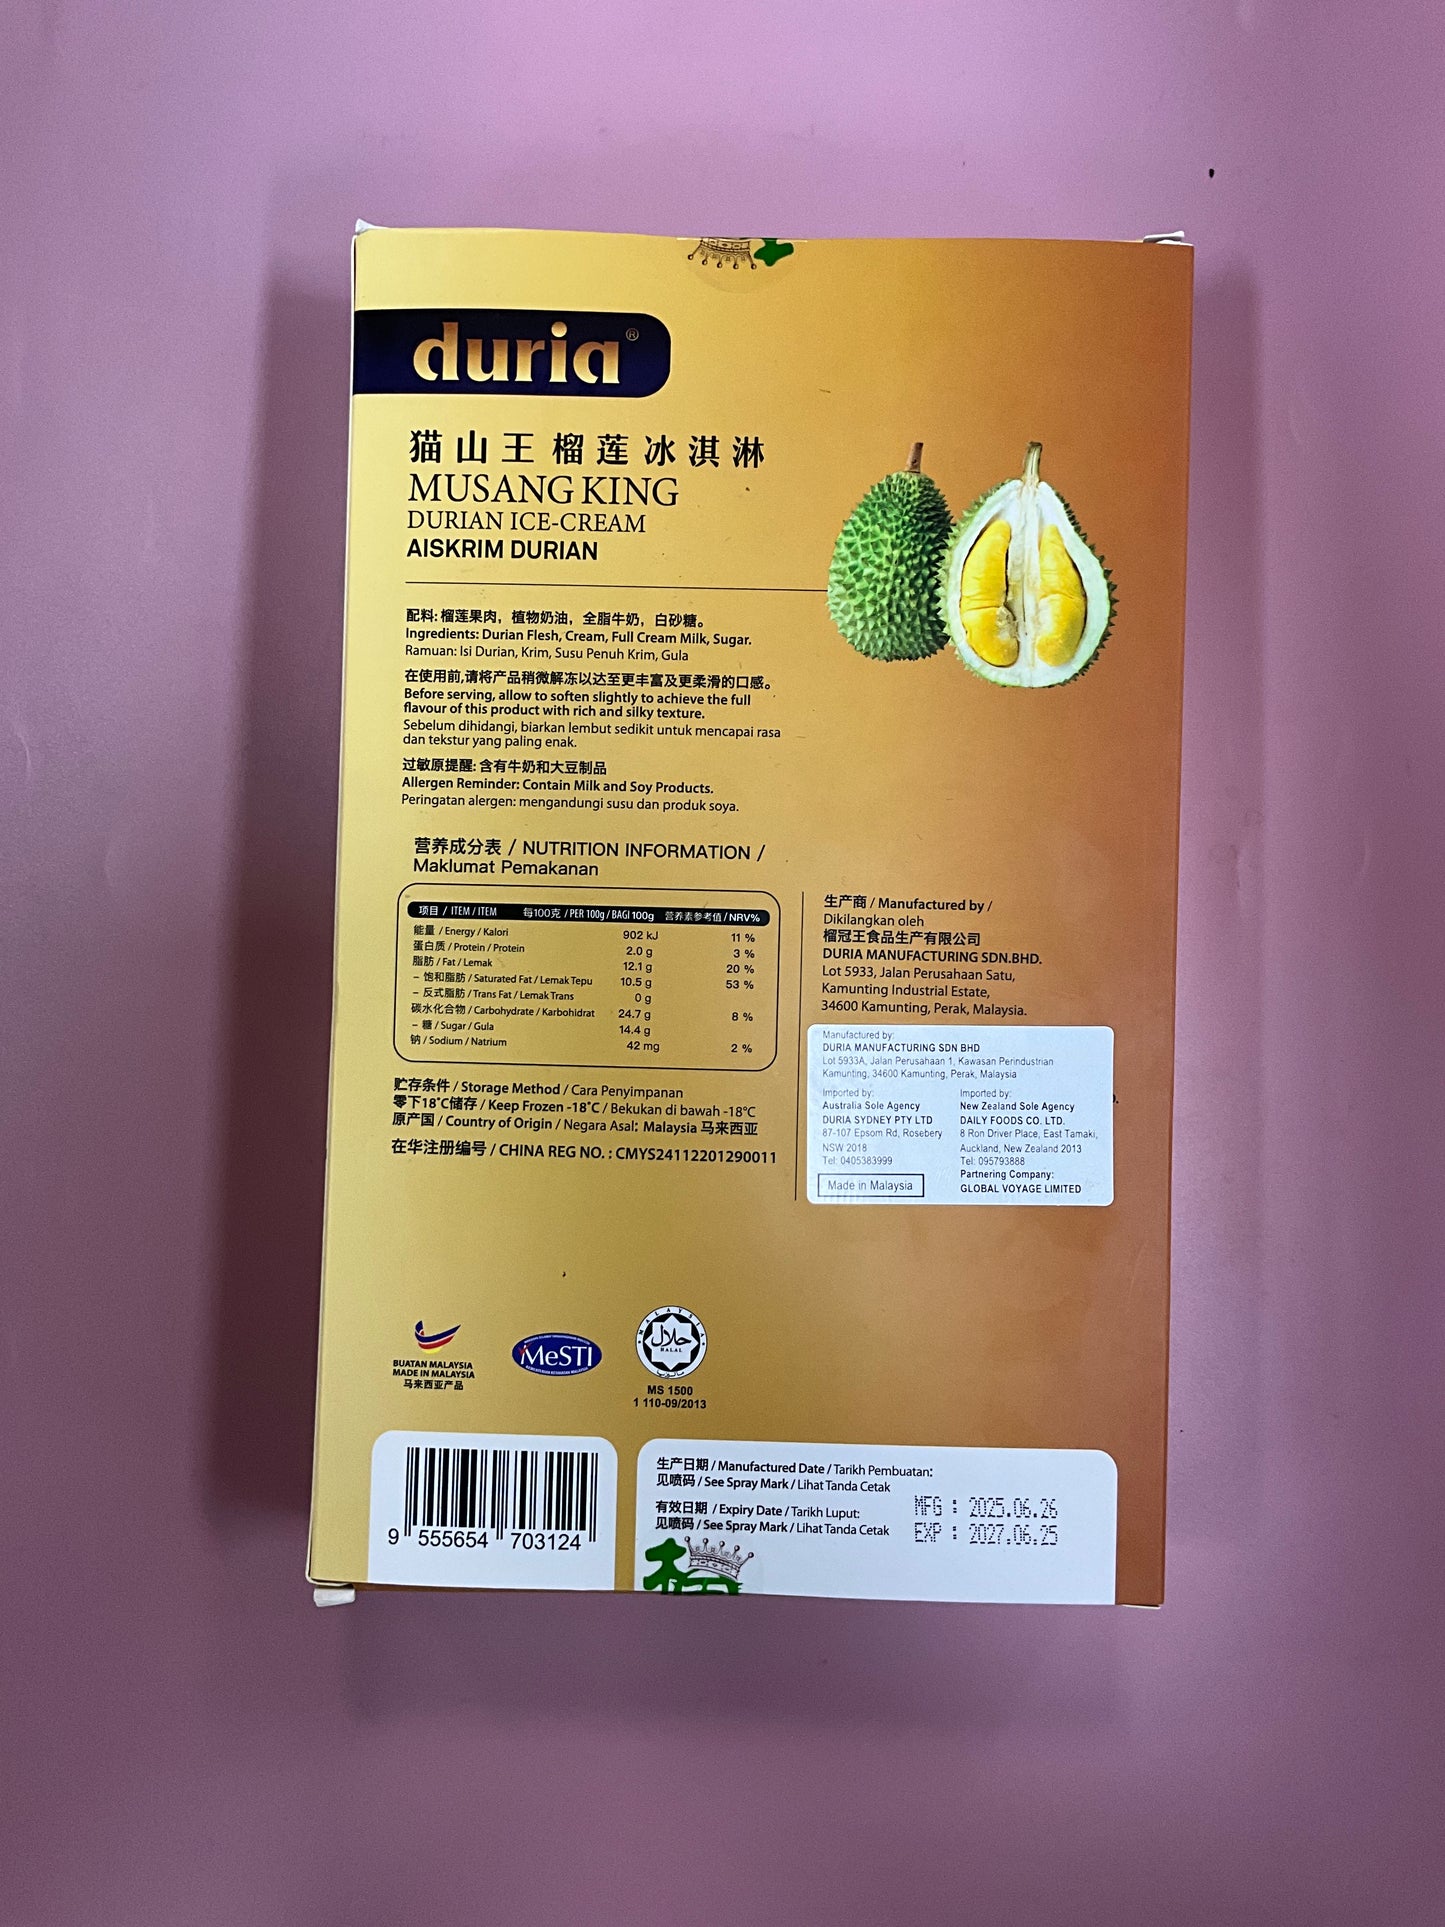 duria®
猫山王榴莲冰淇淋
MUSANG KING
DURIAN ICE-CREAM
AISKRIM DURIAN
配料: 榴莲果肉，植物奶油，全脂牛奶，白砂糖。
Ingredients: Durian Flesh, Cream, Full Cream Milk, Sugar.
Ramuan: Isi Durian, Krim, Susu Penuh Krim, Gula
在使用前,请将产品稍微解冻以达至更丰富及更柔滑的口感。
Before serving, allow to soften slightly to achieve the full
flavour of this product with rich and silky texture.
Sebelum dihidangi, biarkan lembut sedikit untuk mencapai rasa
dan tekstur yang paling enak.
过敏原提醒: 含有牛奶和大豆制品
Allergen Reminder: Contain Milk and Soy Products.
Peringatan alergen: mengandungi susu dan produk soya.
营养成分表 / NUTRITION INFORMATION /
Maklumat Pemakanan
项目 / ITEM / ITEM 每100克 / PER 100g / BAGI 100g 营养素参考值 / NRV%
能量 / Energy / Kalori 902 kJ 11 %
蛋白质 / Protein / Protein 2.0 g 3 %
脂肪 / Fat / Lemak 12.1 g 20 %
– 饱和脂肪 / Saturated Fat / Lemak Tepu 10.5 g 53 %
– 反式脂肪 / Trans Fat / Lemak Trans 0 g
碳水化合物 / Carbohydrate / Karbohidrat 24.7 g 8 %
– 糖 / Sugar / Gula 14.4 g
钠 / Sodium / Natrium 42 mg 2 %
贮存条件 / Storage Method / Cara Penyimpanan
零下18˚C储存 / Keep Frozen -18˚C / Bekukan di bawah -18°C
原产国 / Country of Origin / Negara Asal: Malaysia 马来西亚
在华注册编号 / CHINA REG NO. : CMYS24112201290011
生产商 / Manufactured by /
Dikilangkan oleh
榴冠王食品生产有限公司
DURIA MANUFACTURING SDN.BHD.
Lot 5933, Jalan Perusahaan Satu,
Kamunting Industrial Estate,
34600 Kamunting, Perak, Malaysia.
Manufactured by:
DURIA MANUFACTURING SDN BHD
Lot 5933A, Jalan Perusahaan 1, Kawasan Perindustrian
Kamunting, 34600 Kamunting, Perak, Malaysia
Imported by:
Australia Sole Agency
DURIA SYDNEY PTY LTD
87-107 Epsom Rd, Rosebery
NSW 2018
Tel: 0405383999
Made in Malaysia
Imported by:
New Zealand Sole Agency
DAILY FOODS CO. LTD.
8 Ron Driver Place, East Tamaki,
Auckland, New Zealand 2013
Tel: 095793888
Partnering Company:
GLOBAL VOYAGE LIMITED
BUATAN MALAYSIA
MADE IN MALAYSIA
马来西亚产品
MeSTI
MALAYSIA
حلال
HALAL
MS 1500
1 110-09/2013
9 555654 703124
生产日期 / Manufactured Date / Tarikh Pembuatan:
见喷码 / See Spray Mark / Lihat Tanda Cetak
有效日期 / Expiry Date / Tarikh Luput:
见喷码 / See Spray Mark / Lihat Tanda Cetak
MFG : 2025.06.26
EXP : 2027.06.25